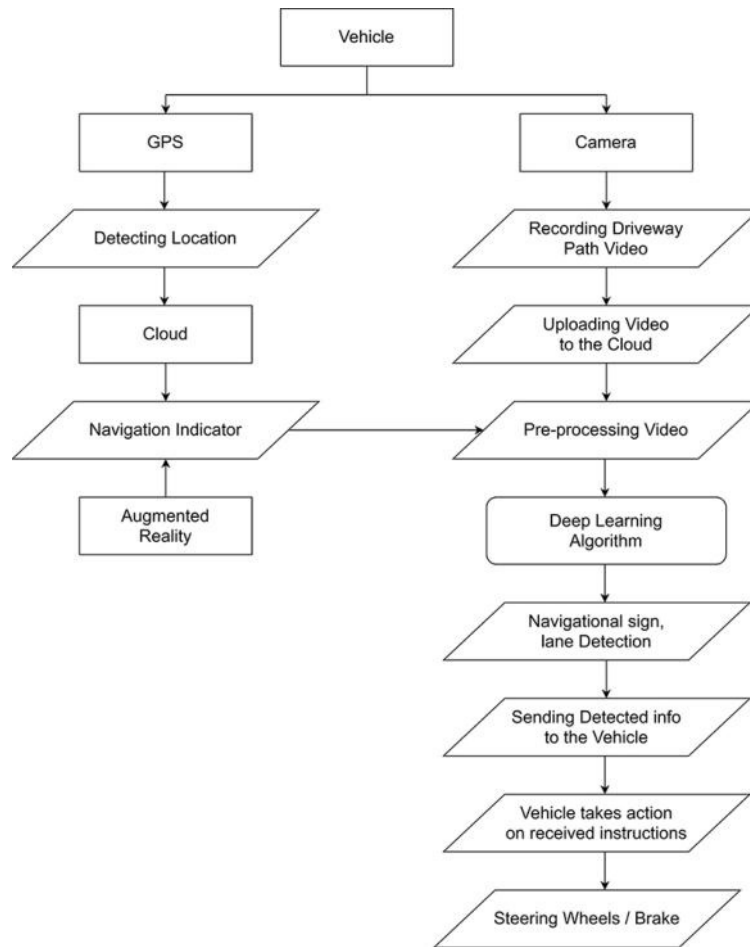 Vehicle
GPS
Camera
Detecting Location
Recording Driveway
Path Video
Cloud
Uploading Video
to the Cloud
Navigation Indicator
Pre-processing Video
Augmented
Reality
Deep Learning
Algorithm
Navigational sign,
lane Detection
Sending Detected info
to the Vehicle
Vehicle takes action
on received instructions
Steering Wheels / Brake